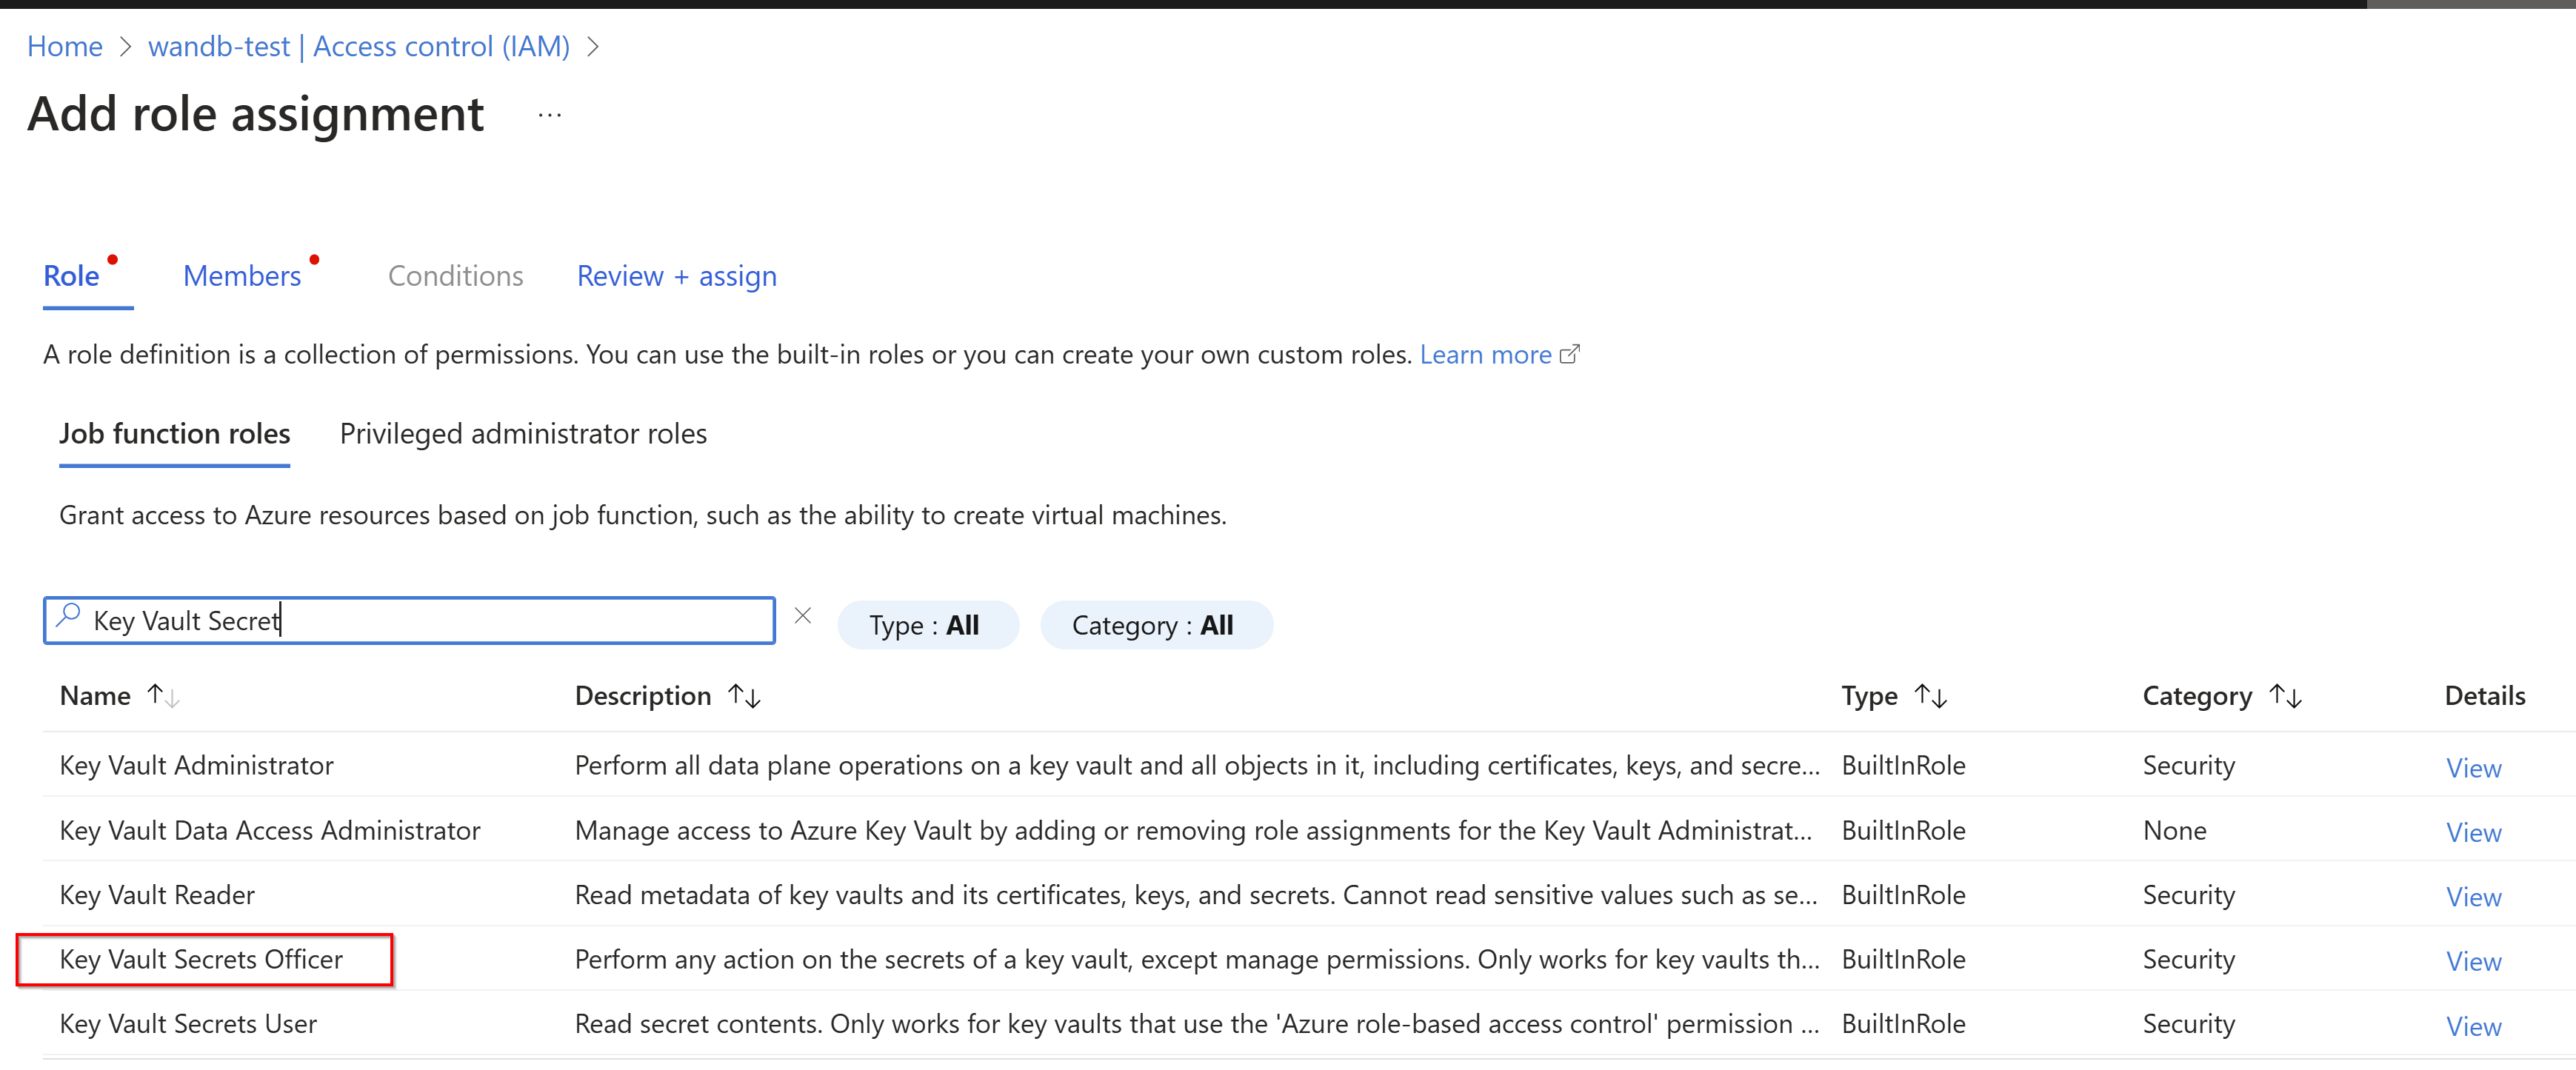 Home > wandb-test | Access control (IAM) >
Add role assignment ...
Role Members Conditions Review + assign
A role definition is a collection of permissions. You can use the built-in roles or you can create your own custom roles. Learn more
Job function roles Privileged administrator roles
Grant access to Azure resources based on job function, such as the ability to create virtual machines.
Key Vault Secret Type : All Category : All
Name ↑↓ Description ↑↓ Type ↑↓ Category ↑↓ Details
Key Vault Administrator Perform all data plane operations on a key vault and all objects in it, including certificates, keys, and secre... BuiltInRole Security View
Key Vault Data Access Administrator Manage access to Azure Key Vault by adding or removing role assignments for the Key Vault Administrat... BuiltInRole None View
Key Vault Reader Read metadata of key vaults and its certificates, keys, and secrets. Cannot read sensitive values such as se... BuiltInRole Security View
Key Vault Secrets Officer Perform any action on the secrets of a key vault, except manage permissions. Only works for key vaults th... BuiltInRole Security View
Key Vault Secrets User Read secret contents. Only works for key vaults that use the 'Azure role-based access control' permission ... BuiltInRole Security View